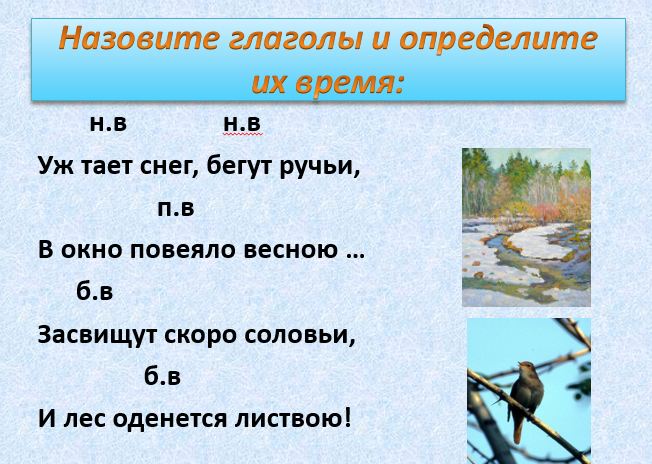 Назовите глаголы и определите
их время:
н.в н.в
Уж тает снег, бегут ручьи,
п.в
В окно повеяло весною ...
б.в
Засвищут скоро соловьи,
б.в
И лес оденется листвою!